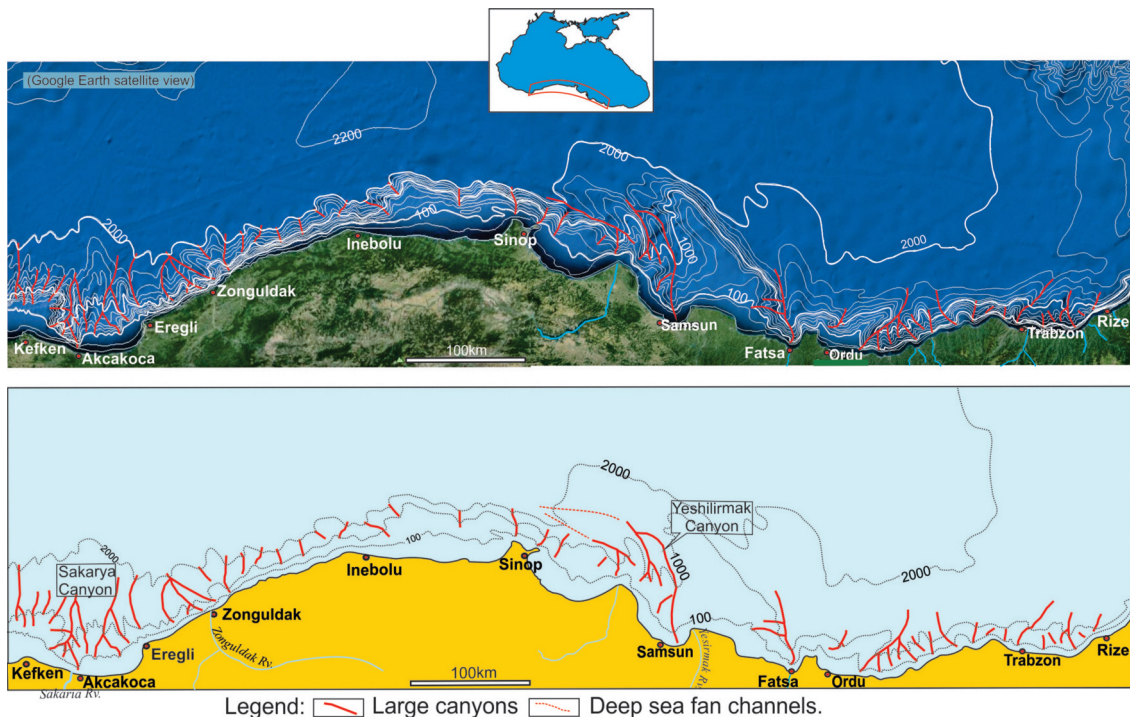 (Google Earth satellite view)
2200
2000
2000
100
1000
2000
100
Sinop
Inebolu
Zonguldak
Eregli
Samsun
Trabzon
Rize
Kefken
Akcakoca
Fatsa
Ordu
100km
2000
Yeshilirmak
Canyon
2000
100
1000
2000
Sakarya
Canyon
Sinop
Inebolu
100
Zonguldak
Eregli
Zonguldak Rv.
Samsun
Yesirmak Rv.
Trabzon
Rize
Kefken
Akcakoca
Sakaria Rv.
100km
Fatsa
Ordu
Legend: Large canyons Deep sea fan channels.